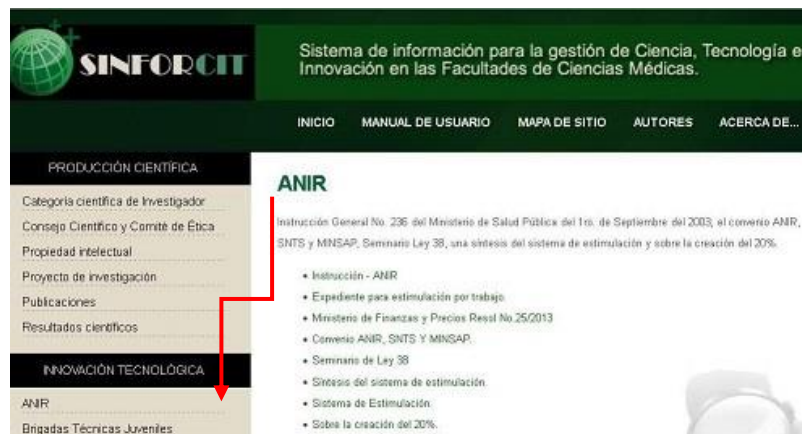 SINFORCIT
Sistema de información para la gestión de Ciencia, Tecnología e
Innovación en las Facultades de Ciencias Médicas.
INICIO MANUAL DE USUARIO MAPA DE SITIO AUTORES ACERCA DE...
PRODUCCIÓN CIENTÍFICA
Categoría científica de Investigador
Consejo Científico y Comité de Ética
Propiedad intelectual
Proyecto de investigación
Publicaciones
Resultados científicos
INNOVACIÓN TECNOLÓGICA
ANIR
Brigadas Técnicas Juveniles
ANIR
Instrucción General No. 236 del Ministerio de Salud Pública del 1ro. de Septiembre del 2003, el convenio ANIR,
SNTS y MINSAP, Seminario Ley 38, una síntesis del sistema de estimulación y sobre la creación del 20%.
• Instrucción - ANIR
• Expediente para estimulación por trabajo.
• Ministerio de Finanzas y Precios Resol No.25/2013
• Convenio ANIR, SNTS Y MINSAP.
• Seminario de Ley 38
• Síntesis del sistema de estimulación.
• Sistema de Estimulación.
• Sobre la creación del 20%.